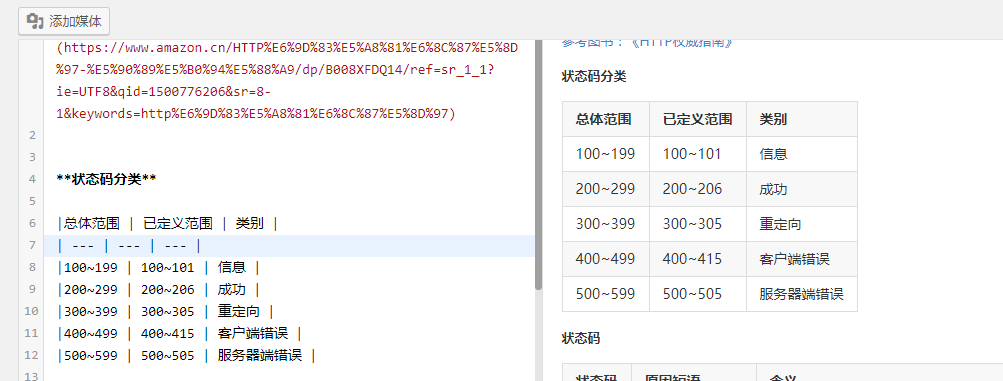 添加媒体
(https://www.amazon.cn/HTTP%E6%9D%83%E5%A8%81%E6%8C%87%E5%8D
%97-%E5%90%89%E5%B0%94%E5%88%A9/dp/B008XFDQ14/ref=sr_1_1?
ie=UTF8&qid=1500776206&sr=8-
1&keywords=http%E6%9D%83%E5%A8%81%E6%8C%87%E5%8D%97)
2
3
4 **状态码分类**
5
6 |总体范围 | 已定义范围 | 类别 |
7 | --- | --- | --- |
8 |100~199 | 100~101 | 信息 |
9 |200~299 | 200~206 | 成功 |
10 |300~399 | 300~305 | 重定向 |
11 |400~499 | 400~415 | 客户端错误 |
12 |500~599 | 500~505 | 服务器端错误 |
13
参考图书：《HTTP权威指南》
状态码分类
总体范围 已定义范围 类别
100~199 100~101 信息
200~299 200~206 成功
300~399 300~305 重定向
400~499 400~415 客户端错误
500~599 500~505 服务器端错误
状态码
状态码 原因短语 含义